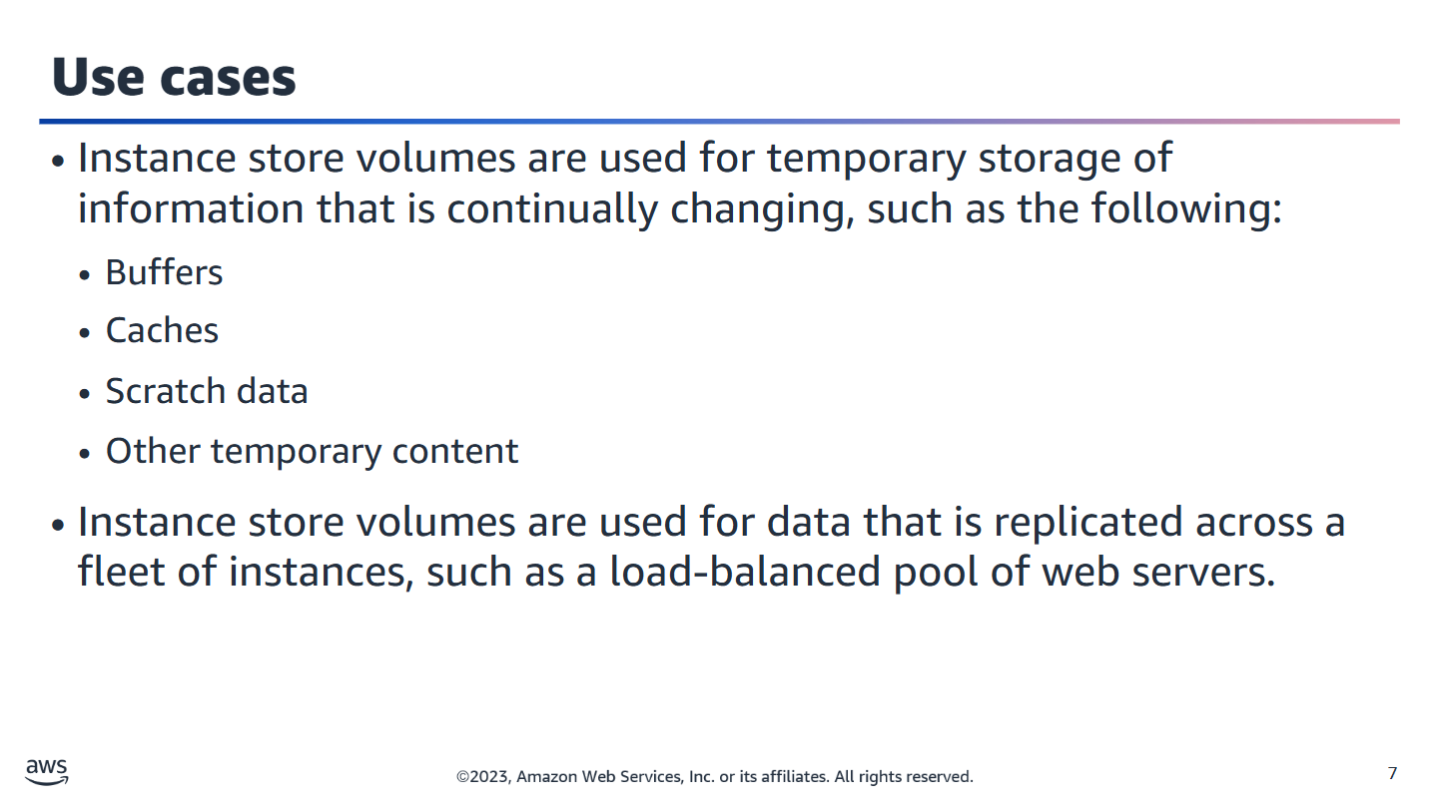 Use cases
• Instance store volumes are used for temporary storage of
information that is continually changing, such as the following:
• Buffers
• Caches
• Scratch data
• Other temporary content
• Instance store volumes are used for data that is replicated across a
fleet of instances, such as a load-balanced pool of web servers.
aws
©2023, Amazon Web Services, Inc. or its affiliates. All rights reserved.
7